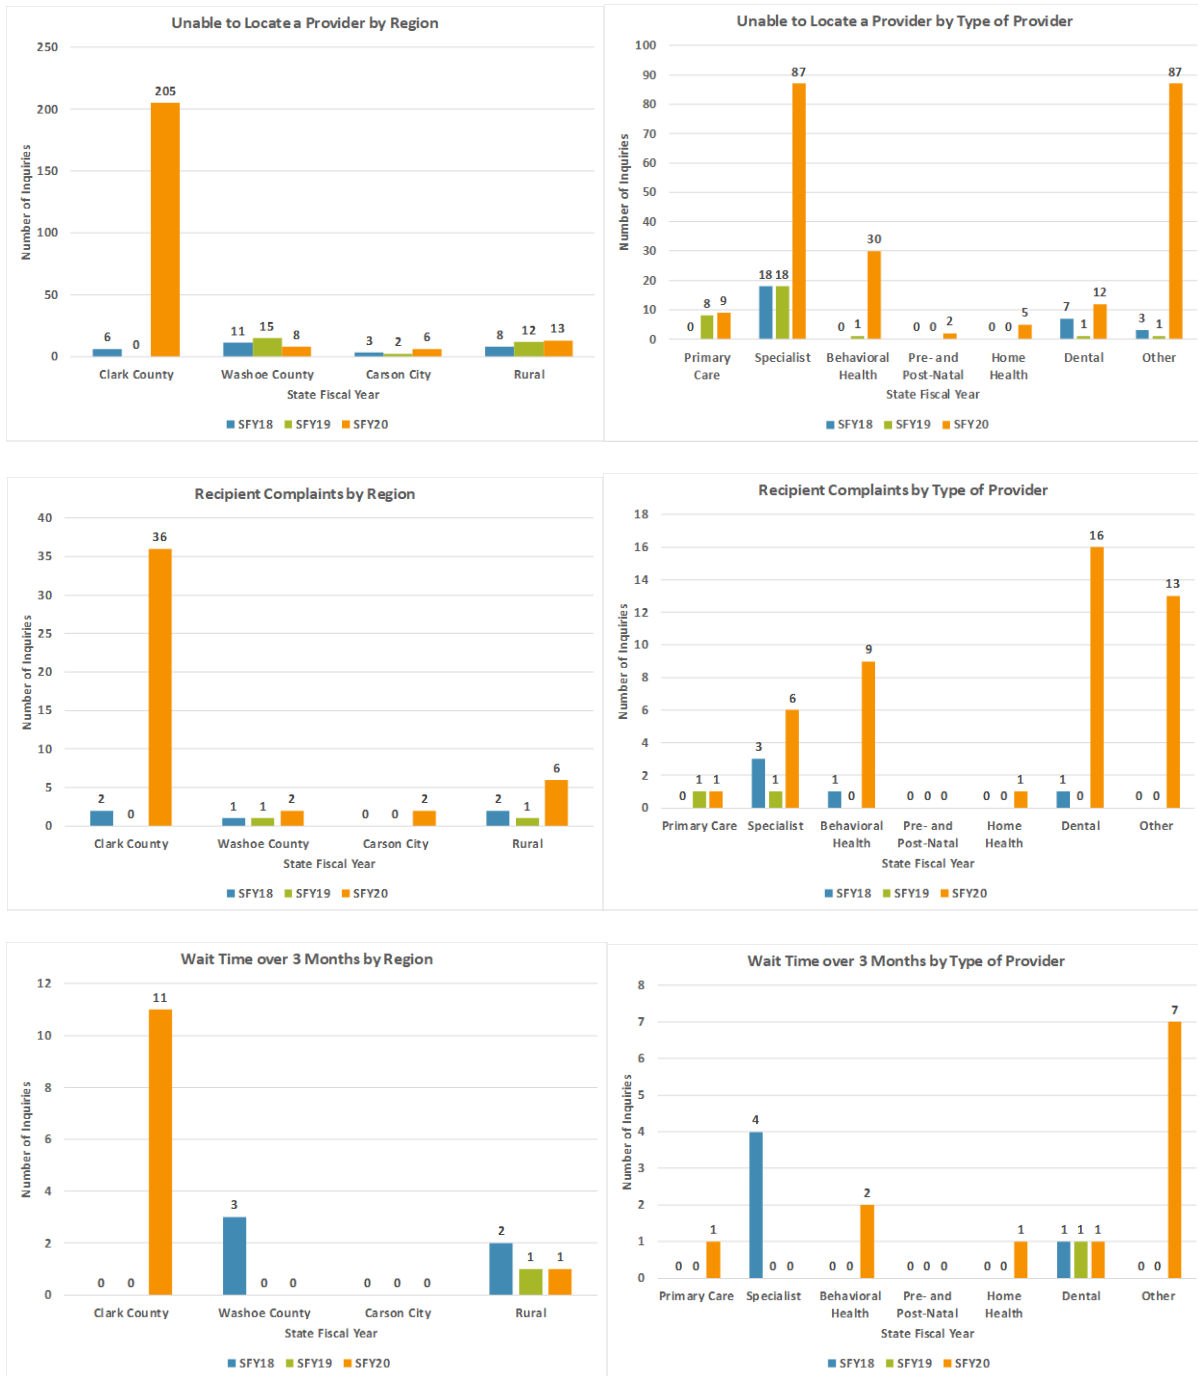 Unable to Locate a Provider by Region
250
200
150
100
50
0
Number of Inquiries
6 0 205
11 15 8
3 2 6
8 12 13
Clark County Washoe County Carson City Rural
State Fiscal Year
SFY18 SFY19 SFY20
Unable to Locate a Provider by Type of Provider
100
90
80
70
60
50
40
30
20
10
0
Number of Inquiries
0 8 9
18 18 87
0 1 30
0 0 2
0 0 5
7 1 12
3 1 87
Primary Specialist Behavioral Pre- and Home Dental Other
Care Health Post-Natal Health
State Fiscal Year
SFY18 SFY19 SFY20
Recipient Complaints by Region
40
35
30
25
20
15
10
5
0
Number of Inquiries
2 0 36
1 1 2
0 0 2
2 1 6
Clark County Washoe County Carson City Rural
State Fiscal Year
SFY18 SFY19 SFY20
Recipient Complaints by Type of Provider
18
16
14
12
10
8
6
4
2
0
Number of Inquiries
0 1 1
3 1 6
1 0 9
0 0 0
0 0 1
1 0 16
0 0 13
Primary Care Specialist Behavioral Pre- and Home Dental Other
Health Post-Natal Health
State Fiscal Year
SFY18 SFY19 SFY20
Wait Time over 3 Months by Region
12
10
8
6
4
2
0
Number of Inquiries
0 0 11
3 0 0
0 0 0
2 1 1
Clark County Washoe County Carson City Rural
State Fiscal Year
SFY18 SFY19 SFY20
Wait Time over 3 Months by Type of Provider
8
7
6
5
4
3
2
1
0
Number of Inquiries
0 0 1
4 0 0
0 0 2
0 0 0
0 0 1
1 1 1
0 0 7
Primary Care Specialist Behavioral Pre- and Home Dental Other
Health Post-Natal Health
State Fiscal Year
SFY18 SFY19 SFY20